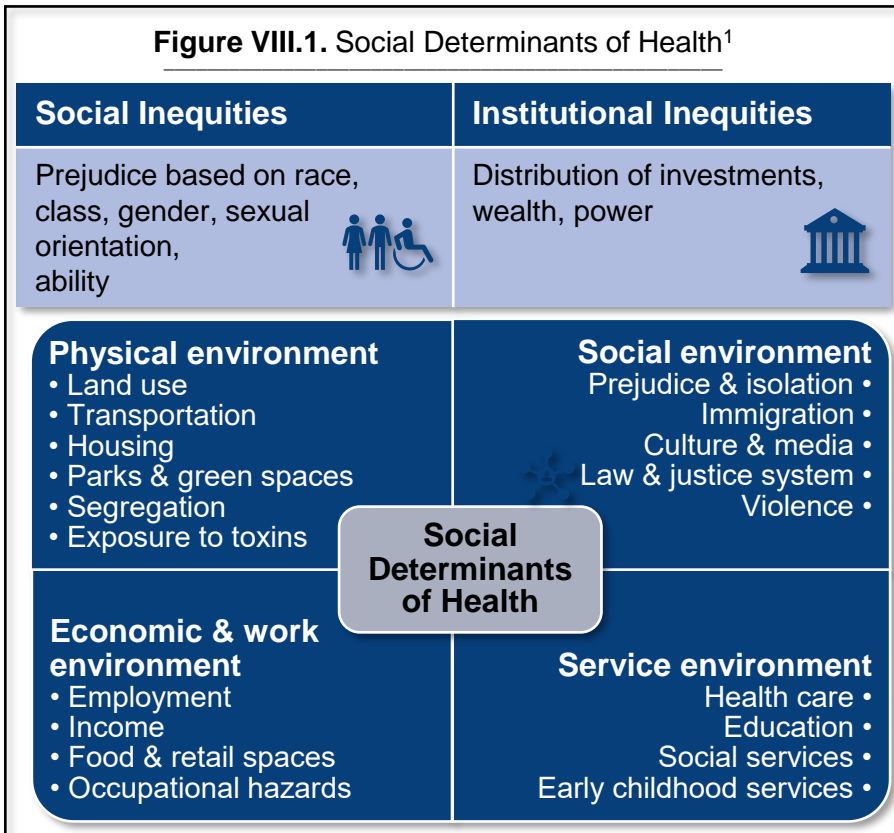 Figure VIII.1. Social Determinants of Health¹
Social Inequities
Prejudice based on race,
class, gender, sexual
orientation,
ability
Institutional Inequities
Distribution of investments,
wealth, power
Physical environment
• Land use
• Transportation
• Housing
• Parks & green spaces
• Segregation
• Exposure to toxins
Social environment
Prejudice & isolation •
Immigration •
Culture & media •
Law & justice system •
Violence •
Social
Determinants
of Health
Economic & work
environment
• Employment
• Income
• Food & retail spaces
• Occupational hazards
Service environment
Health care •
Education •
Social services •
Early childhood services •